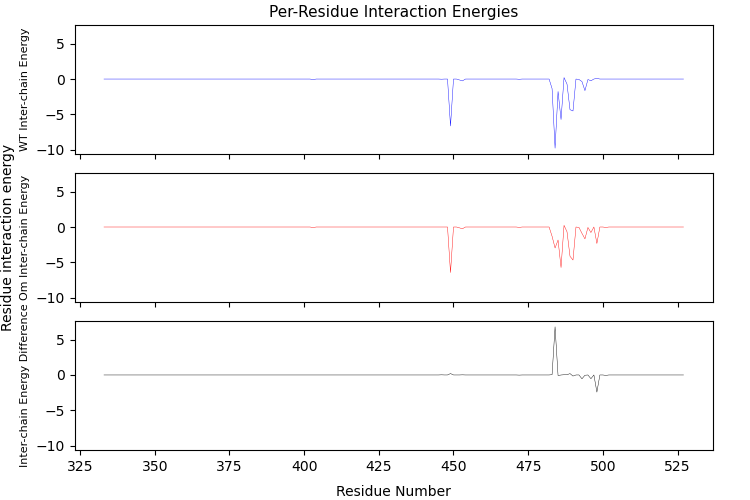 Per-Residue Interaction Energies
Residue interaction energy
WT Inter-chain Energy
5
0
−5
−10
Om Inter-chain Energy
5
0
−5
−10
Inter-chain Energy Difference
5
0
−5
−10
325 350 375 400 425 450 475 500 525
Residue Number